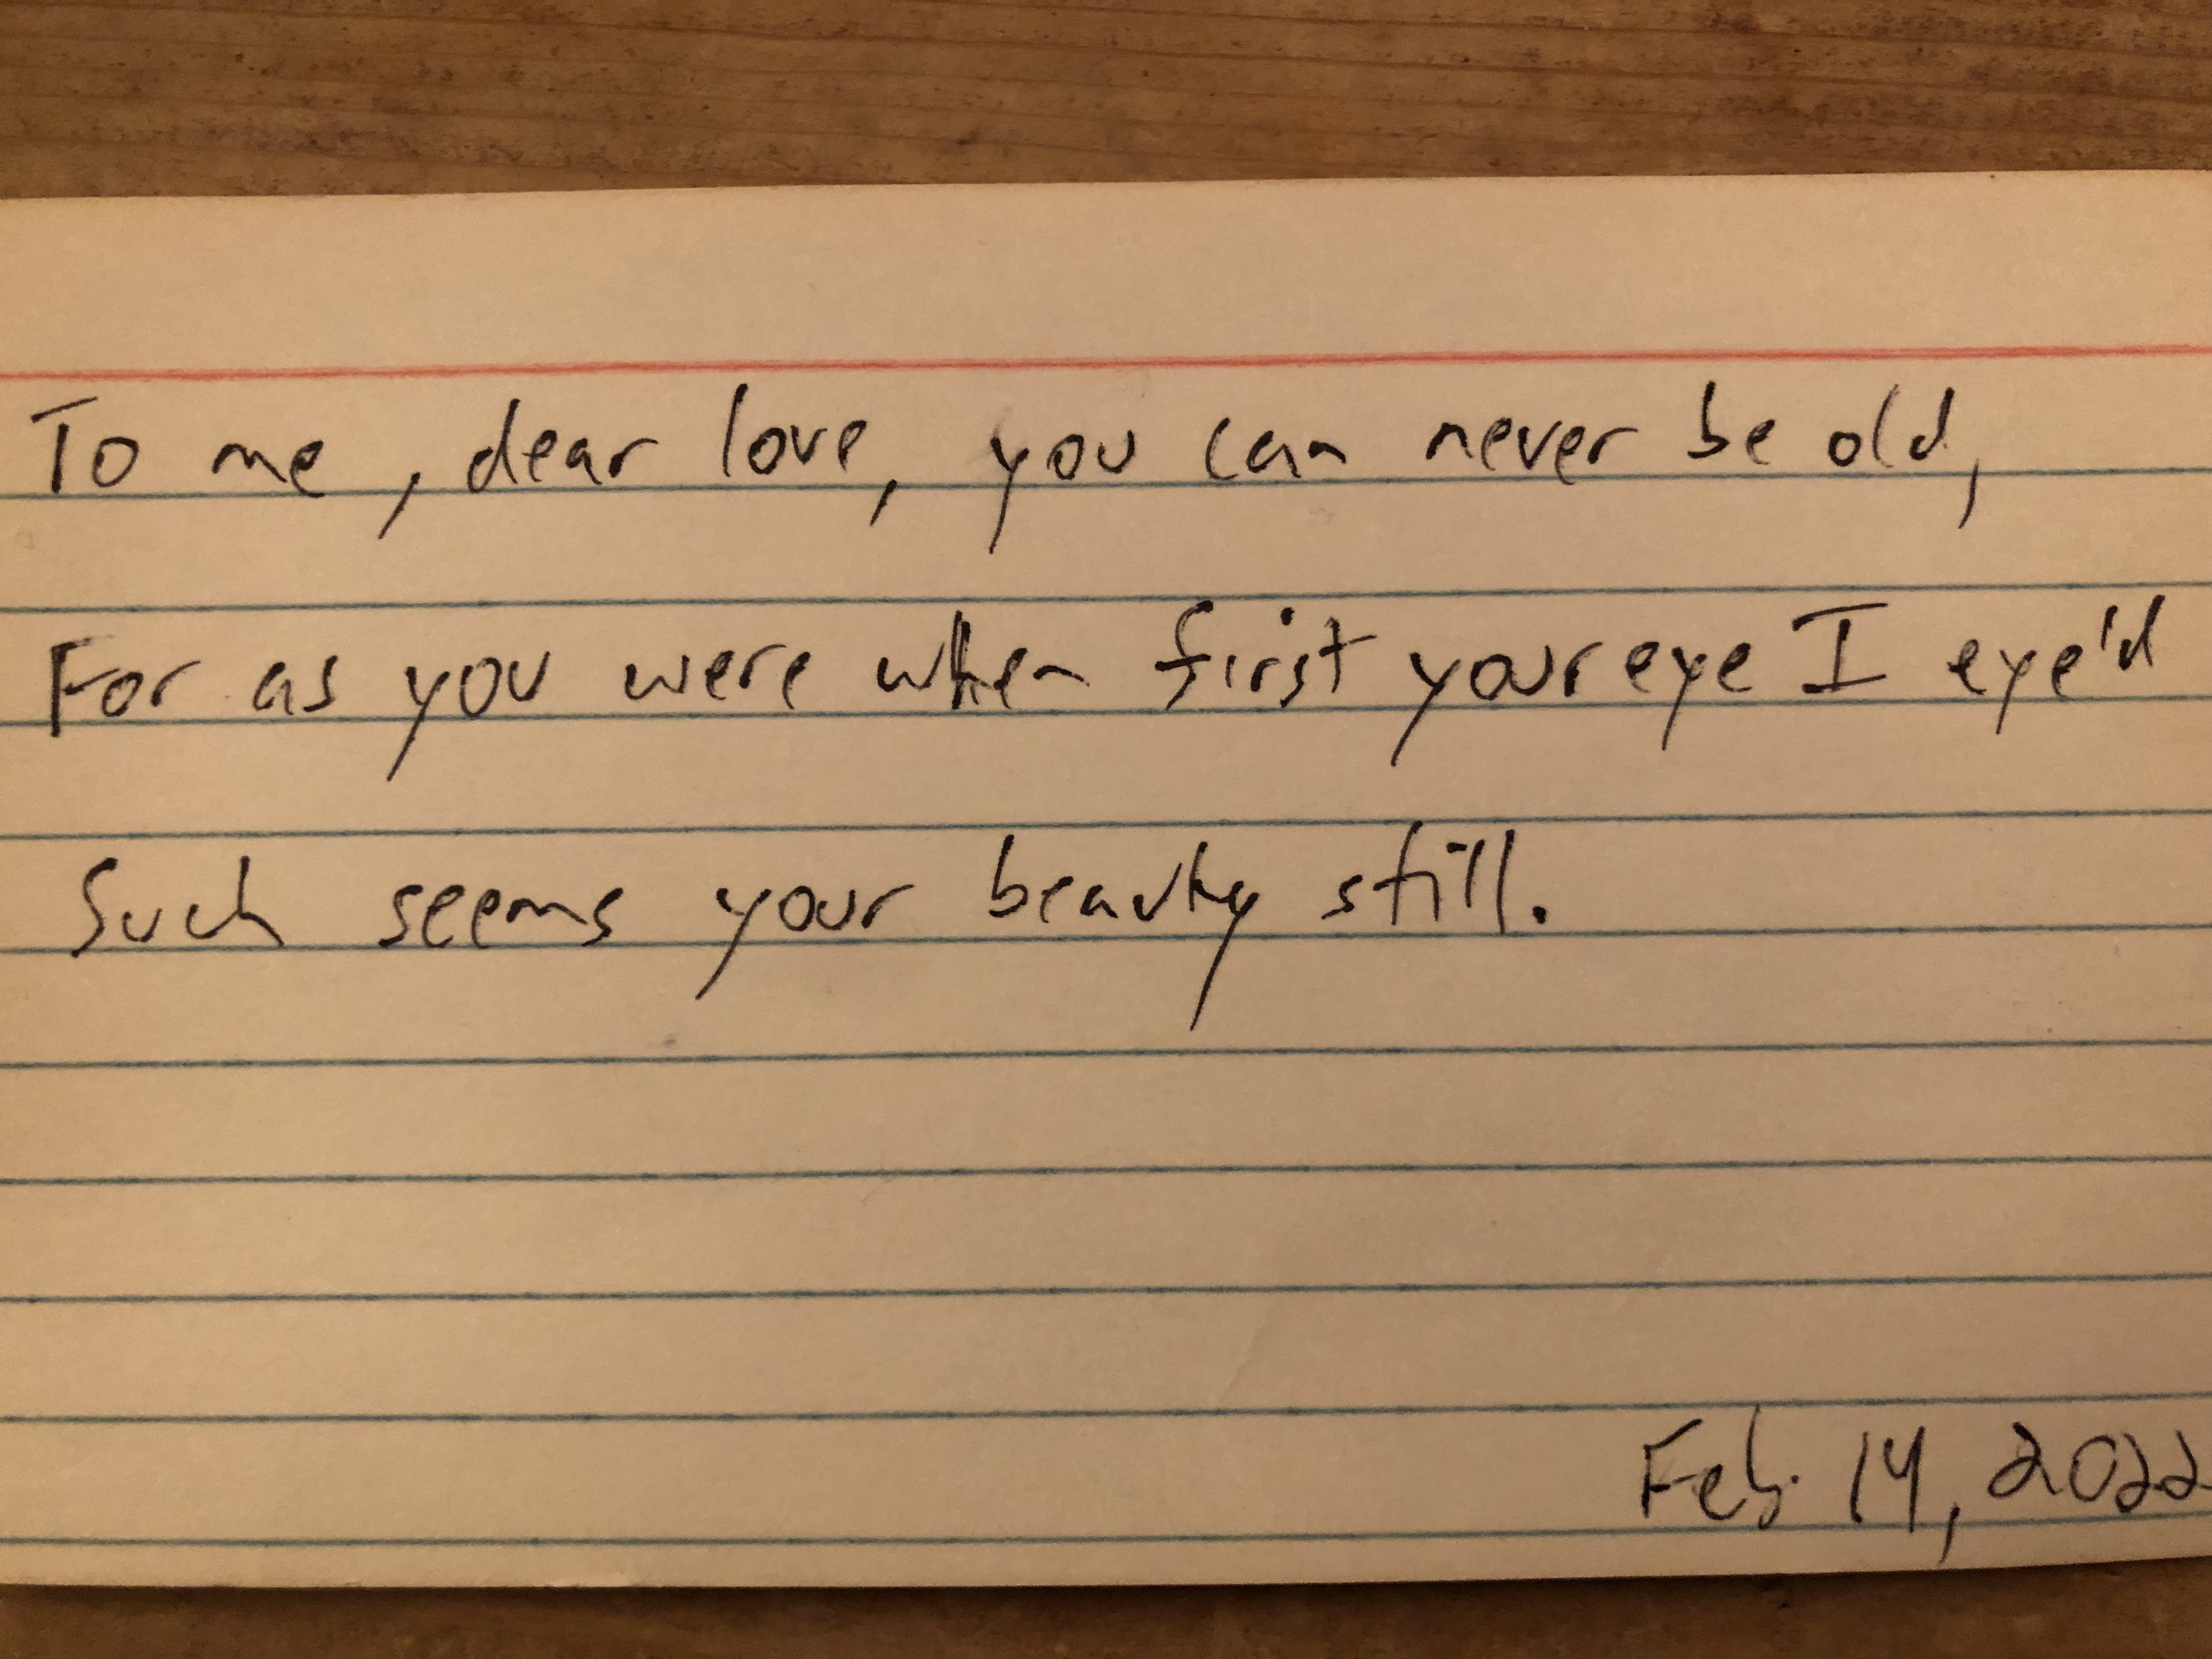 To me, dear love, you can never be old,
For as you were when first your eye I eye'd
Such seems your beauty still.
Feb. 14, 2022